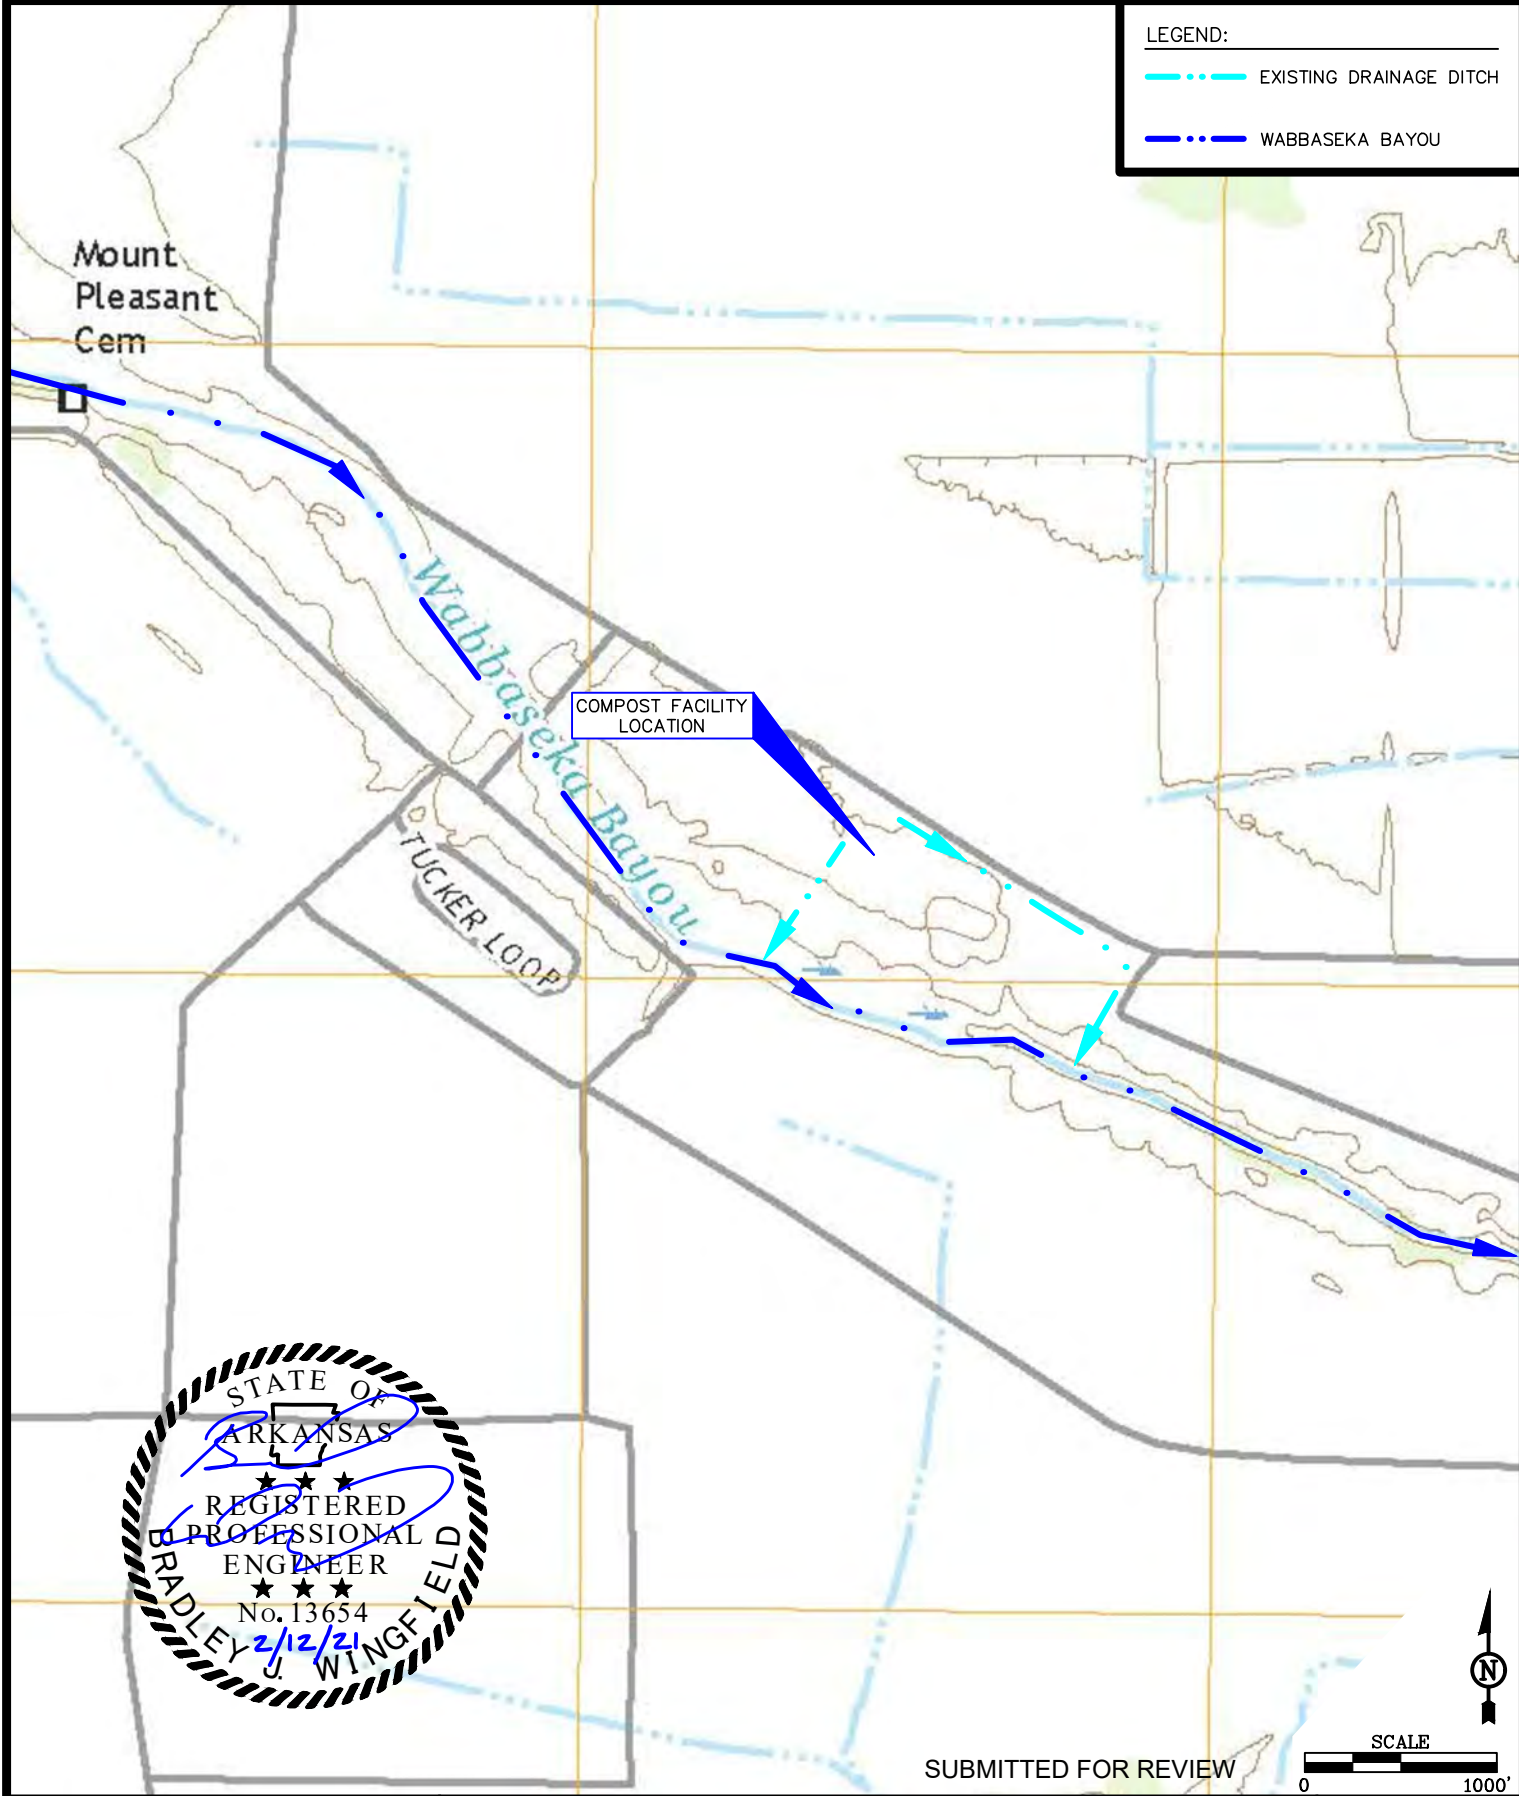 LEGEND:
EXISTING DRAINAGE DITCH
WABBASEKA BAYOU
Mount
Pleasant
Cem
Wabbaseka Bayou
COMPOST FACILITY
LOCATION
TUCKER LOOP
STATE OF
ARKANSAS
REGISTERED
PROFESSIONAL
ENGINEER
No. 13654
2/12/21
BRADLEY J. WINGFIELD
N
SUBMITTED FOR REVIEW
SCALE
0 1000'